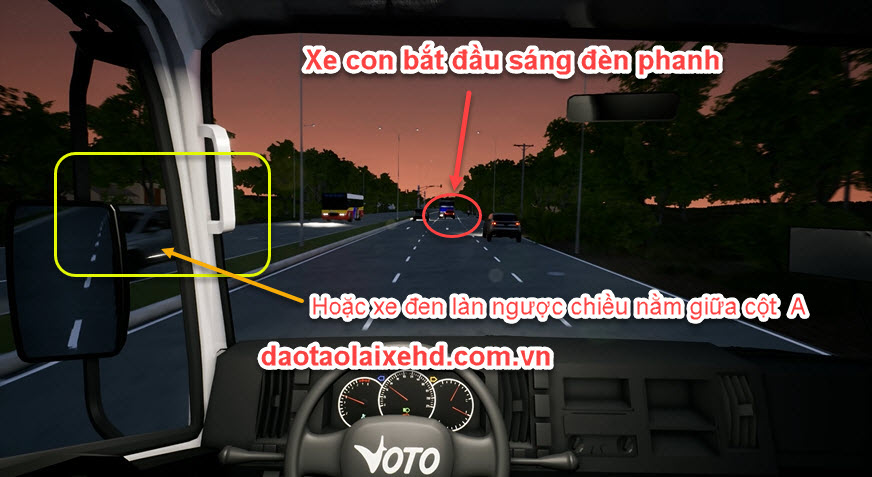 Xe con bắt đầu sáng đèn phanh
Hoặc xe đen làn ngược chiều nằm giữa cột A
daotaolaixehd.com.vn
VOTO